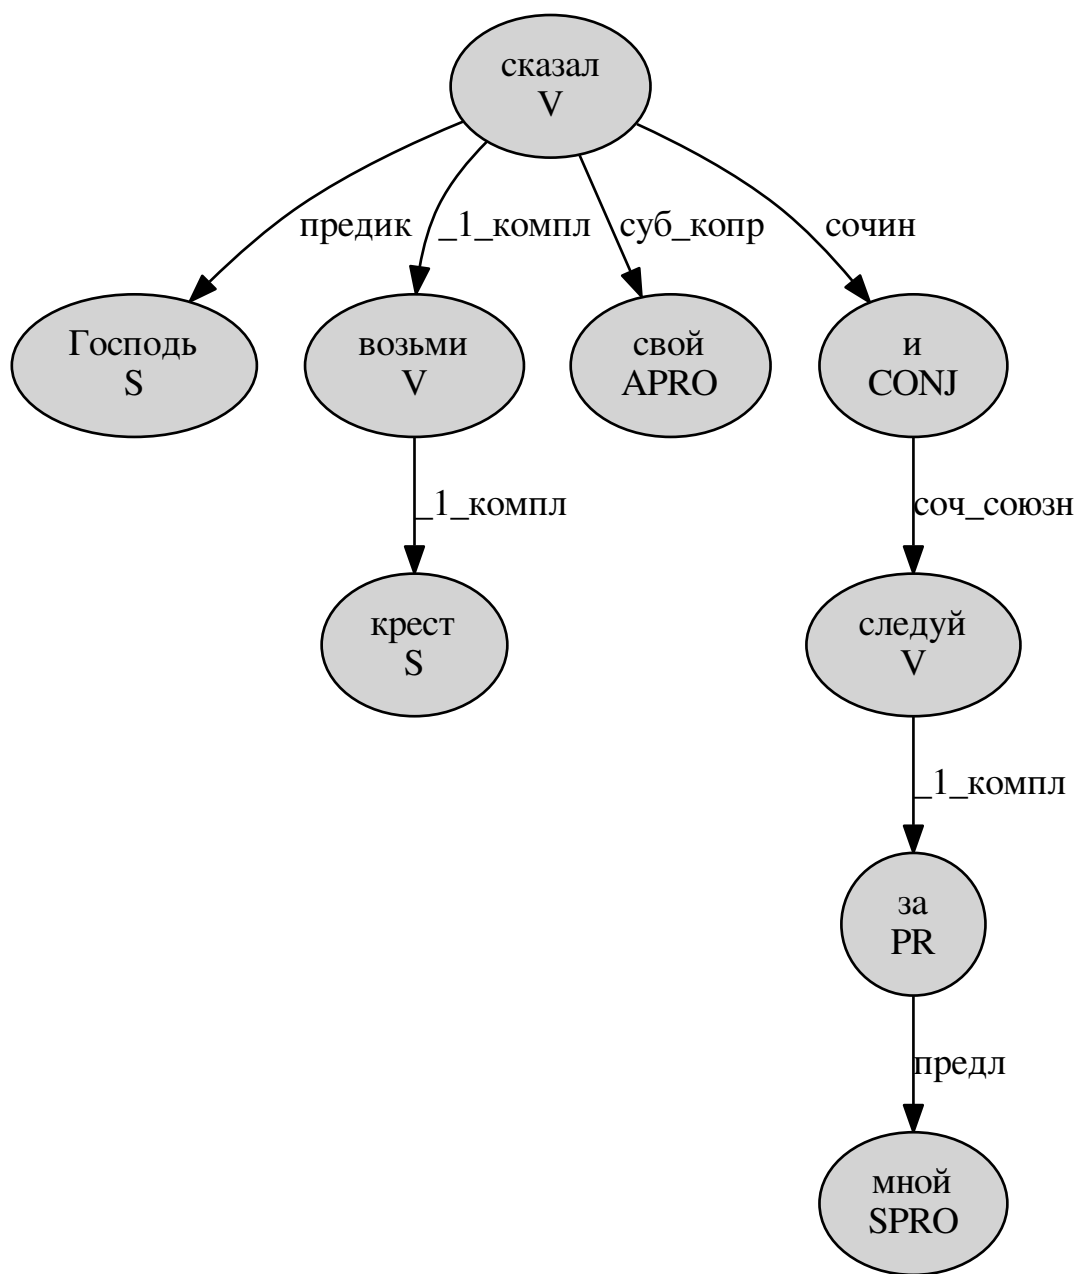 сказал
V
предик
_1_компл
суб_копр
сочин
Господь
S
возьми
V
свой
APRO
и
CONJ
_1_компл
соч_союзн
крест
S
следуй
V
_1_компл
за
PR
предл
мной
SPRO